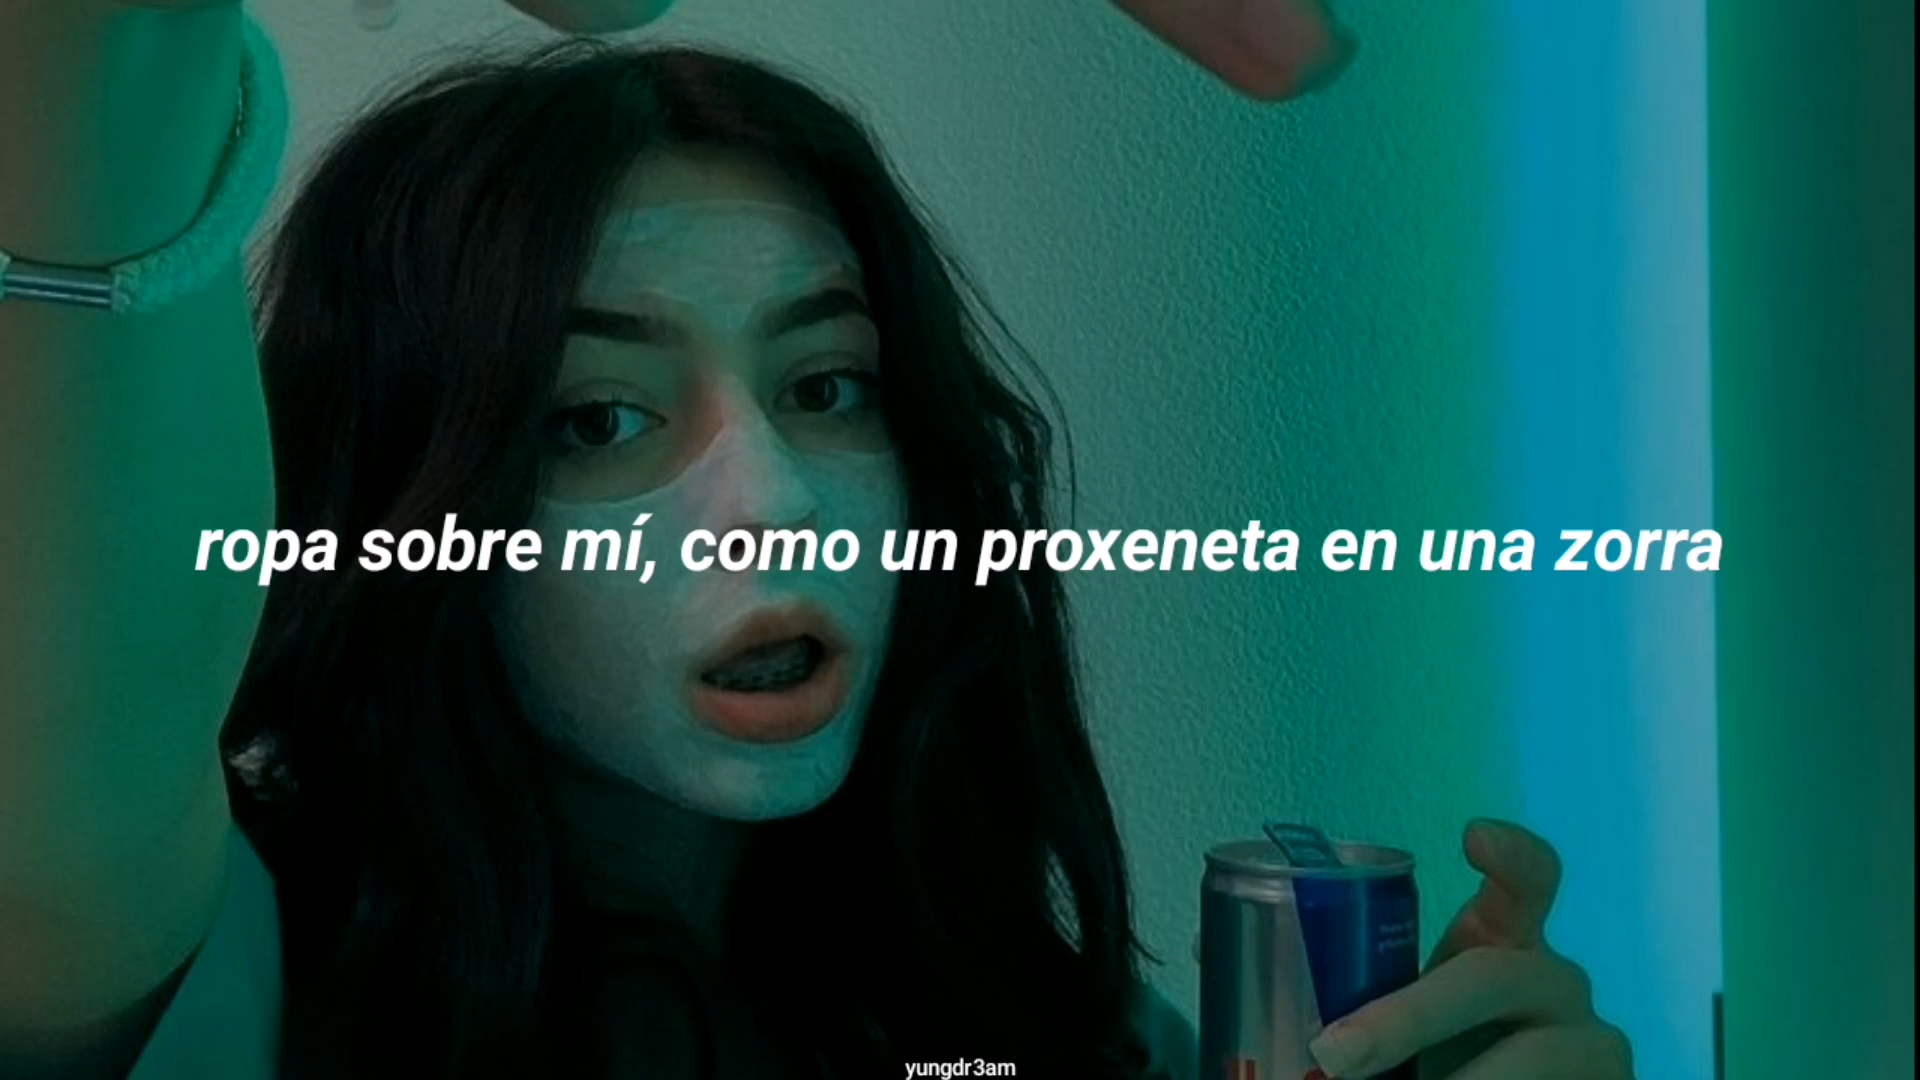 ropa sobre mí, como un proxeneta en una zorra
yungdr3am